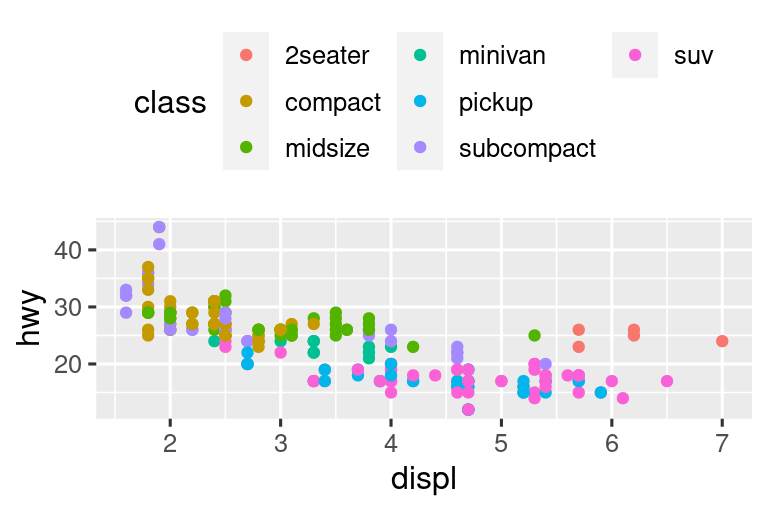 2seater minivan suv
class compact pickup
midsize subcompact
40
30
20
hwy
2 3 4 5 6 7
displ